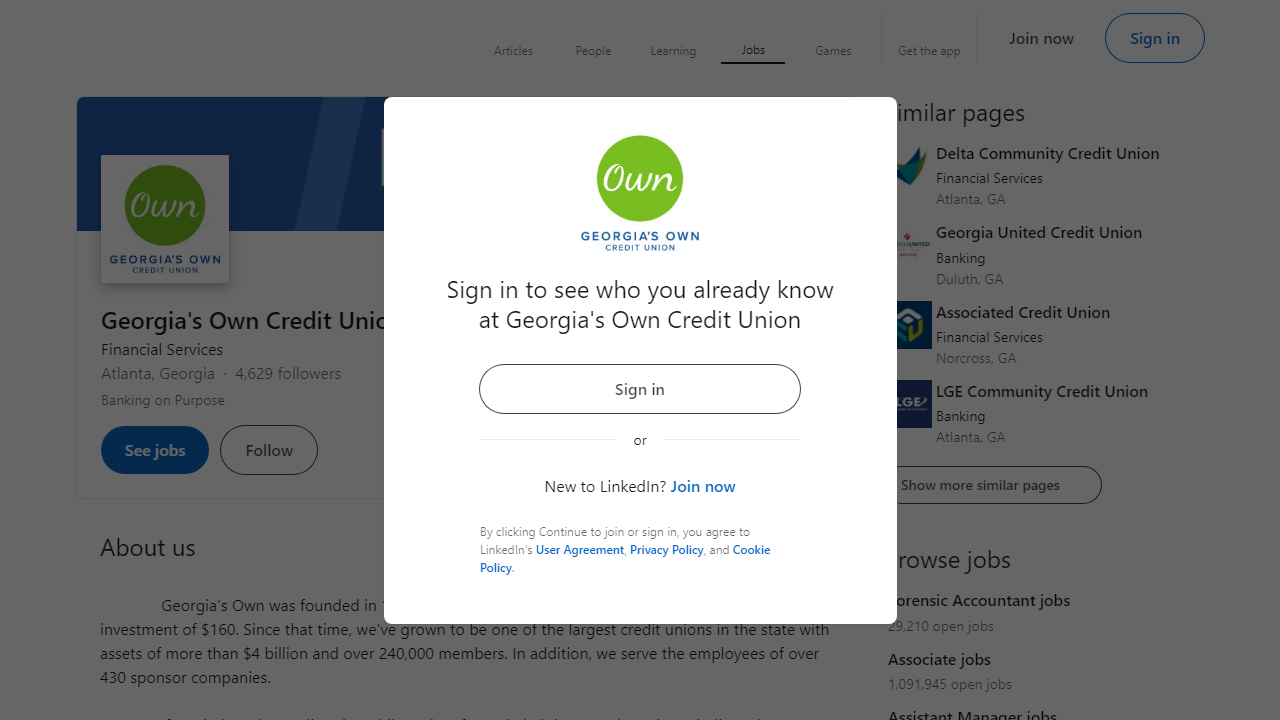 Articles
People
Learning
Jobs
Games
Get the app
Join now
Sign in
Own
GEORGIA'S OWN
CREDIT UNION
Georgia's Own Credit
Financial Services
Atlanta, Georgia · 4,629 followers
Banking on Purpose
See jobs
Follow
About us
Georgia's Own was founded in
investment of $160. Since that time, we've grown to be one of the largest credit unions in the state with
assets of more than $4 billion and over 240,000 members. In addition, we serve the employees of over
430 sponsor companies.
Own
GEORGIA'S OWN
CREDIT UNION
Sign in to see who you already know
at Georgia's Own Credit Union
Sign in
or
New to LinkedIn? Join now
By clicking Continue to join or sign in, you agree to
LinkedIn's User Agreement, Privacy Policy, and Cookie
Policy.
pages
Delta Community Credit Union
Financial Services
Atlanta, GA
Georgia United Credit Union
Banking
Duluth, GA
Associated Credit Union
Financial Services
Norcross, GA
LGE
LGE Community Credit Union
Banking
Atlanta, GA
Show more similar pages
jobs
Forensic Accountant jobs
29,210 open jobs
Associate jobs
1,091,945 open jobs
Assistant Manager jobs